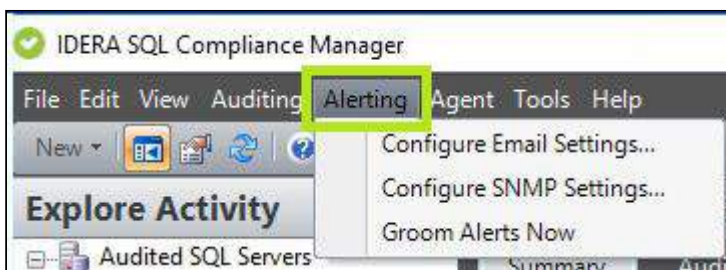 IDERA SQL Compliance Manager
File Edit View Auditing Alerting Agent Tools Help
New
Configure Email Settings...
Configure SNMP Settings...
Groom Alerts Now
Explore Activity
Audited SQL Servers
Summary